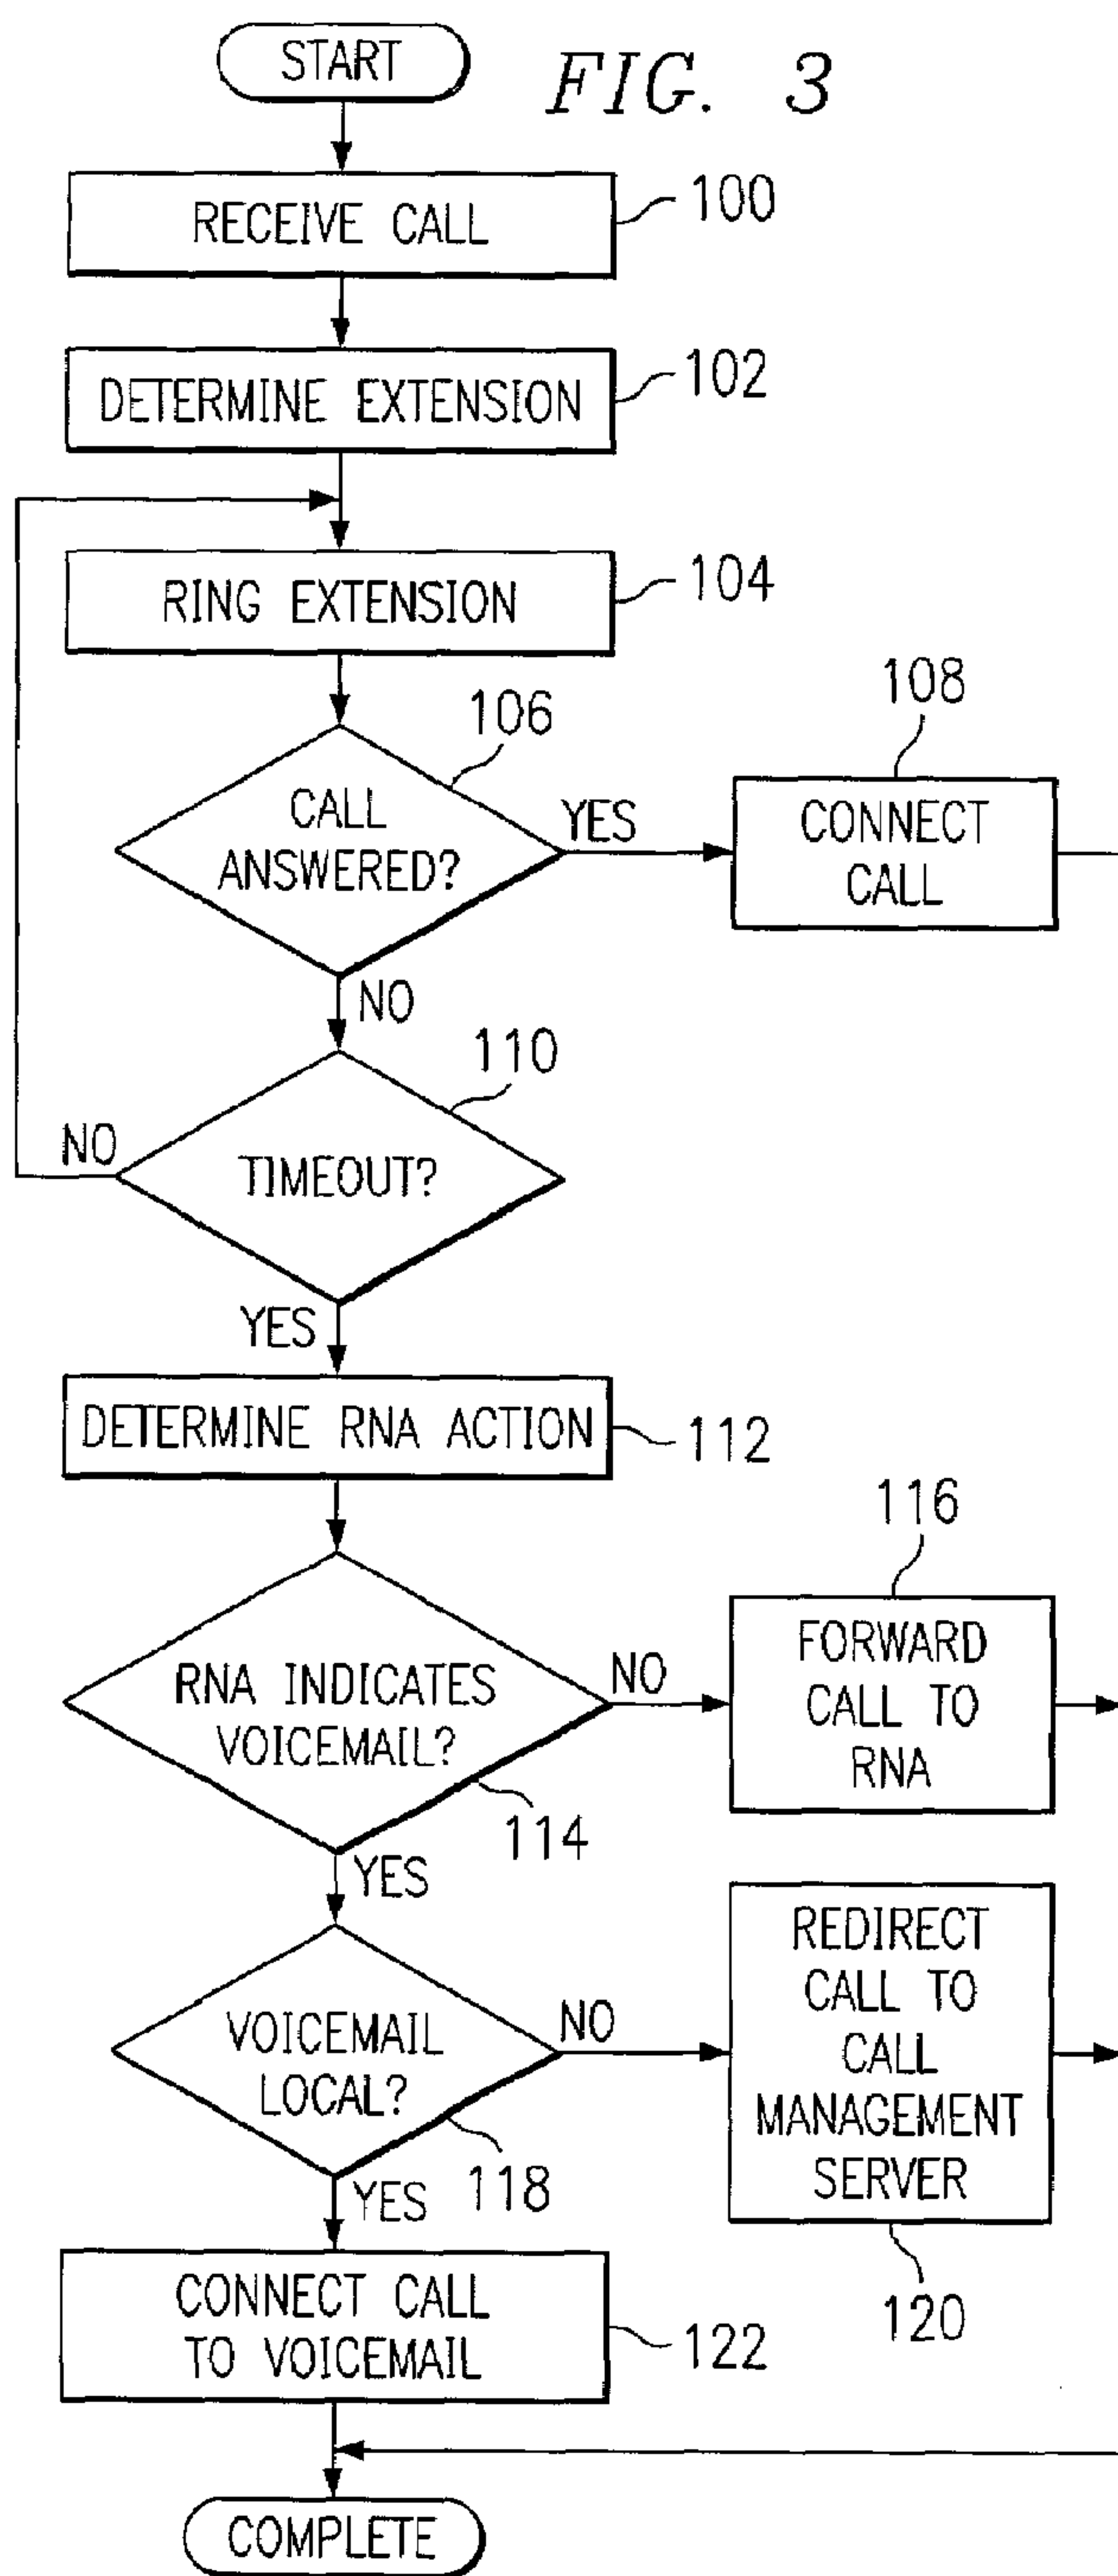 START
FIG. 3
RECEIVE CALL
100
DETERMINE EXTENSION
102
RING EXTENSION
104
106
CALL
ANSWERED?
YES
108
CONNECT
CALL
NO
110
TIMEOUT?
NO
YES
DETERMINE RNA ACTION
112
RNA INDICATES
VOICEMAIL?
114
NO
116
FORWARD
CALL TO
RNA
YES
VOICEMAIL
LOCAL?
118
NO
REDIRECT
CALL TO
CALL
MANAGEMENT
SERVER
120
YES
CONNECT CALL
TO VOICEMAIL
122
COMPLETE